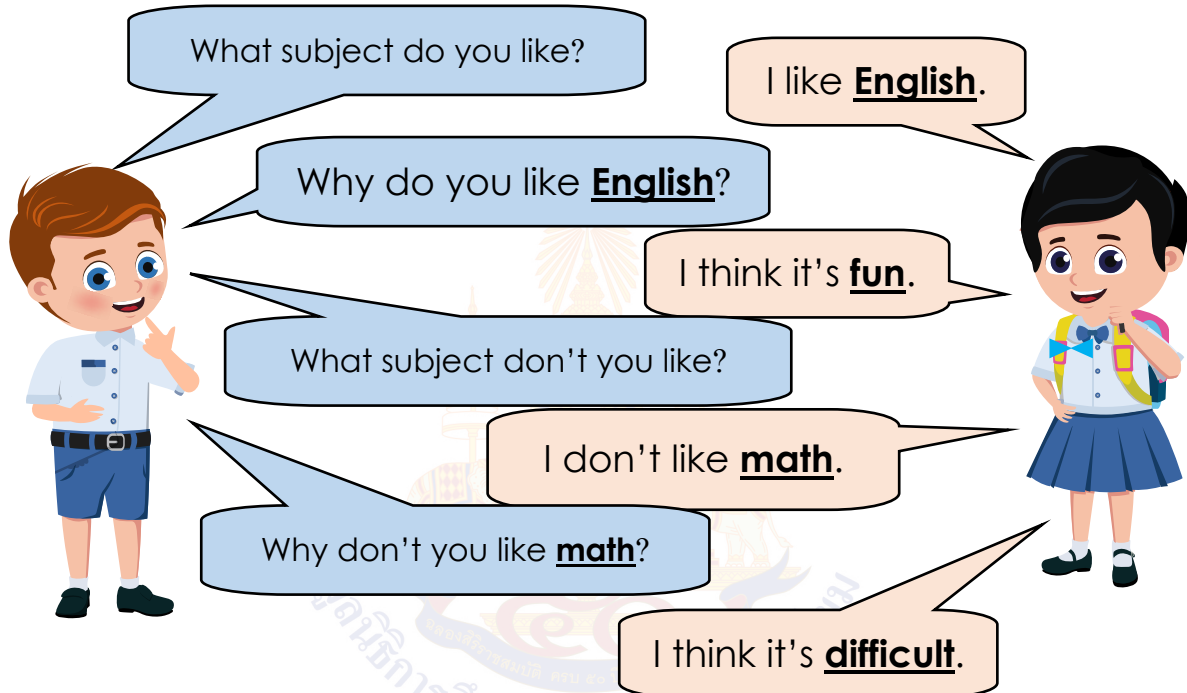 What subject do you like?
I like English.
Why do you like English?
I think it's fun.
What subject don't you like?
I don't like math.
Why don't you like math?
I think it's difficult.